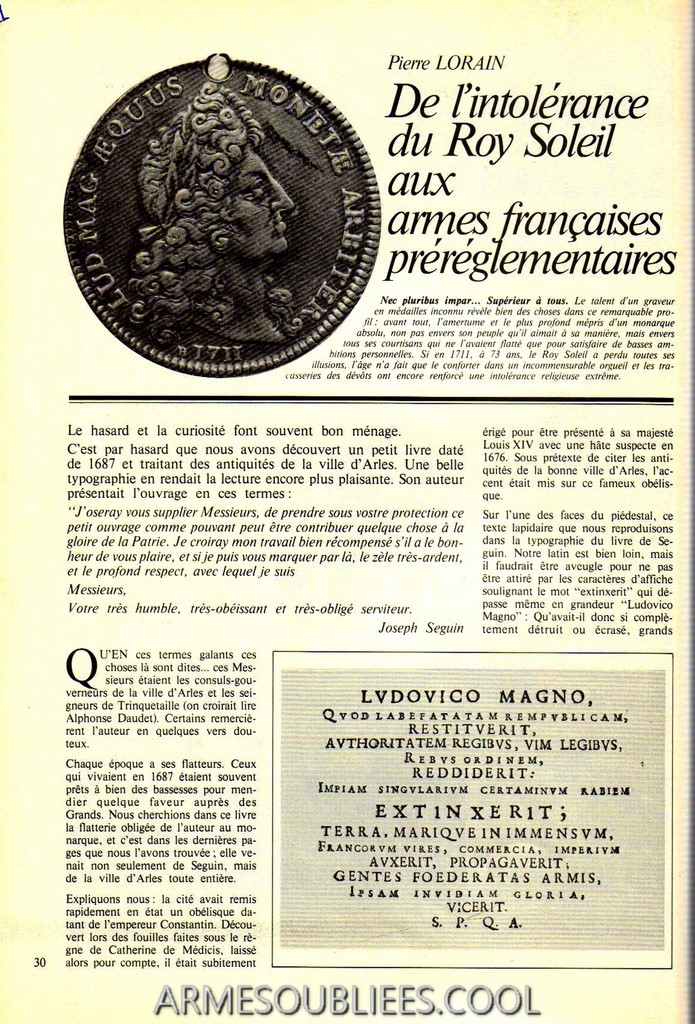 LUD MAG ÆQUUS MONETÆ ARBITER
1711
Pierre LORAIN
De l'intolérance
du Roy Soleil
aux
armes françaises
préréglementaires
Nec pluribus impar... Supérieur à tous. Le talent d'un graveur
en médailles inconnu révèle bien des choses dans ce remarquable pro-
fil : avant tout, l'amertume et le plus profond mépris d'un monarque
absolu, non pas envers son peuple qu'il aimait à sa manière, mais envers
tous ses courtisans qui ne l'avaient flatté que pour satisfaire de basses am-
bitions personnelles. Si en 1711, à 73 ans, le Roy Soleil a perdu toutes ses
illusions, l'âge n'a fait que le conforter dans un incommensurable orgueil et les tra-
casseries des dévôts ont encore renforcé une intolérance religieuse extrême.
Le hasard et la curiosité font souvent bon ménage.
C'est par hasard que nous avons découvert un petit livre daté
de 1687 et traitant des antiquités de la ville d'Arles. Une belle
typographie en rendait la lecture encore plus plaisante. Son auteur
présentait l'ouvrage en ces termes :
"J'oseray vous supplier Messieurs, de prendre sous vostre protection ce
petit ouvrage comme pouvant peut être contribuer quelque chose à la
gloire de la Patrie. Je croiray mon travail bien récompensé s'il a le bon-
heur de vous plaire, et si je puis vous marquer par là, le zèle très-ardent,
et le profond respect, avec lequel je suis
Messieurs,
Votre très humble, très-obéissant et très-obligé serviteur.
Joseph Seguin
QU'EN ces termes galants ces
choses là sont dites... ces Mes-
sieurs étaient les consuls-gou-
verneurs de la ville d'Arles et les sei-
gneurs de Trinquetaille (on croirait lire
Alphonse Daudet). Certains remerciè-
rent l'auteur en quelques vers dou-
teux.
Chaque époque a ses flatteurs. Ceux
qui vivaient en 1687 étaient souvent
prêts à bien des bassesses pour men-
dier quelque faveur auprès des
Grands. Nous cherchions dans ce livre
la flatterie obligée de l'auteur au mo-
narque, et c'est dans les dernières pa-
ges que nous l'avons trouvée ; elle ve-
nait non seulement de Seguin, mais
de la ville d'Arles toute entière.
Expliquons nous : la cité avait remis
rapidement en état un obélisque da-
tant de l'empereur Constantin. Décou-
vert lors des fouilles faites sous le rè-
gne de Catherine de Médicis, laissé
alors pour compte, il était subitement
érigé pour être présenté à sa majesté
Louis XIV avec une hâte suspecte en
1676. Sous prétexte de citer les anti-
quités de la bonne ville d'Arles, l'ac-
cent était mis sur ce fameux obélis-
que.
Sur l'une des faces du piédestal, ce
texte lapidaire que nous reproduisons
dans la typographie du livre de Se-
guin. Notre latin est bien loin, mais
il faudrait être aveugle pour ne pas
être attiré par les caractères d'affiche
soulignant le mot "extinxerit" qui dé-
passe même en grandeur "Ludovico
Magno" : Qu'avait-il donc si complè-
tement détruit ou écrasé, grands
LVDOVICO MAGNO,
QVOD LABEFATATAM REMPVBLICAM,
RESTITVERIT,
AVTHORITATEM REGIBVS, VIM LEGIBVS,
REBVS ORDINEM,
REDDIDERIT:
IMPIAM SINGVLARIVM CERTAMINVM RABIEM
EXTINXERIT;
TERRA, MARIQVE IN IMMENSVM,
FRANCORVM VIRES, COMMERCIA, IMPERIVM
AVXERIT, PROPAGAVERIT;
GENTES FOEDERATAS ARMIS,
IPSAM INVIDIAM GLORIA,
VICERIT.
S. P. Q. A.
30
ARMESOUBLIEES.COOL